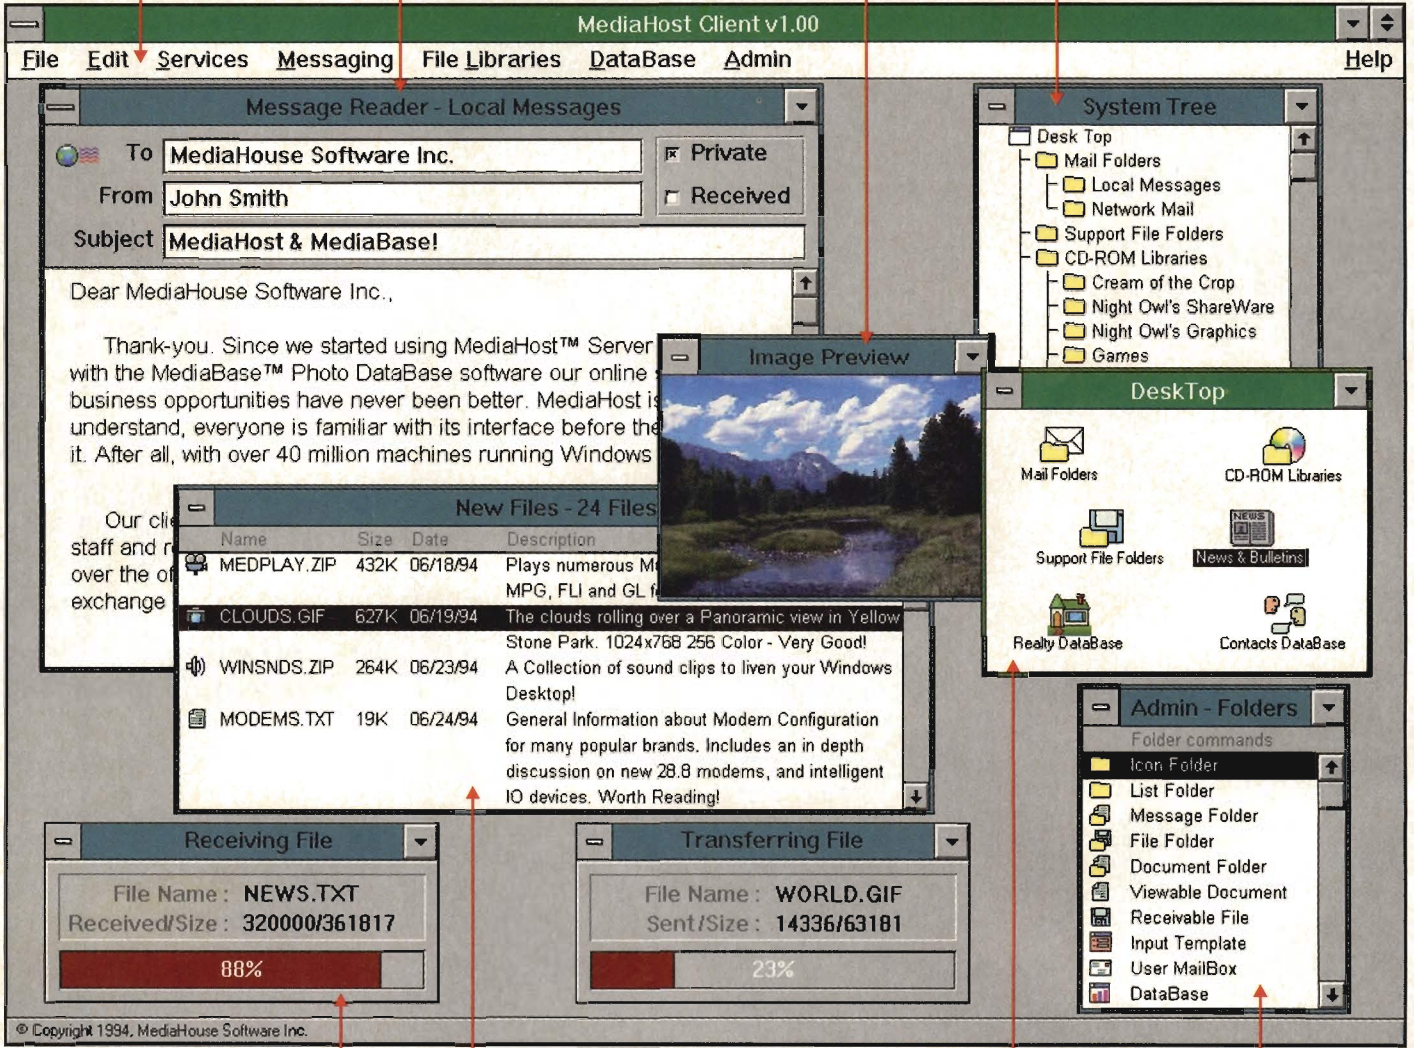 MediaHost Client v1.00
File Edit Services Messaging File Libraries DataBase Admin Help
Message Reader - Local Messages
To MediaHouse Software Inc.
Private
From John Smith
Received
Subject MediaHost & MediaBase!
Dear MediaHouse Software Inc.,
Thank-you. Since we started using MediaHost™ Server
with the MediaBase™ Photo DataBase software our online
business opportunities have never been better. MediaHost is
understand, everyone is familiar with its interface before the
it. After all, with over 40 million machines running Windows
Our clie
staff and r
over the of
exchange
System Tree
Desk Top
Mail Folders
Local Messages
Network Mail
Support File Folders
CD-ROM Libraries
Cream of the Crop
Night Owl's ShareWare
Night Owl's Graphics
Games
Image Preview
DeskTop
Mail Folders
CD-ROM Libraries
Support File Folders
NEWS
News & Bulletins
Realty DataBase
Contacts DataBase
New Files - 24 Files
Name Size Date Description
MEDPLAY.ZIP 432K 06/18/94 Plays numerous M
MPG, FLI and GL f
CLOUDS.GIF 627K 06/19/94 The clouds rolling over a Panoramic view in Yellow
Stone Park. 1024x768 256 Color - Very Good!
WINSNDS.ZIP 264K 06/23/94 A Collection of sound clips to liven your Windows
Desktop!
MODEMS.TXT 19K 06/24/94 General Information about Modem Configuration
for many popular brands. Includes an in depth
discussion on new 28.8 modems, and intelligent
IO devices. Worth Reading!
Admin - Folders
Folder commands
Icon Folder
List Folder
Message Folder
File Folder
Document Folder
Viewable Document
Receivable File
Input Template
User MailBox
DataBase
Receiving File
File Name : NEWS.TXT
Received/Size : 320000/361817
88%
Transferring File
File Name : WORLD.GIF
Sent/Size : 14336/63181
23%
© Copyright 1994, MediaHouse Software Inc.